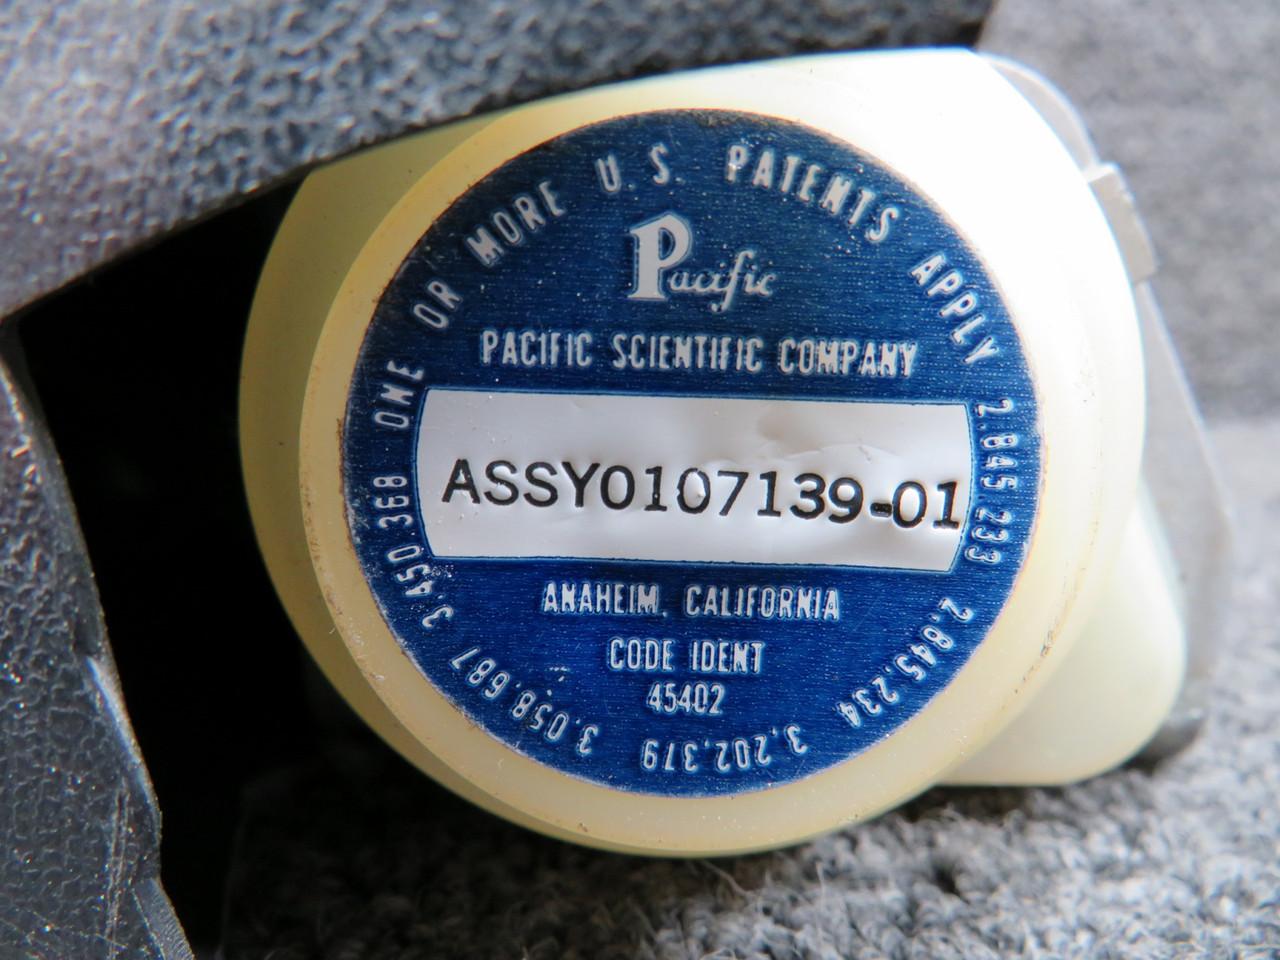 ONE OR MORE U.S. PATENTS APPLY
2.845.233 2.845.234 3.202.379 3.058.687 3.450.368
Pacific
PACIFIC SCIENTIFIC COMPANY
ASSY0107139-01
ANAHEIM, CALIFORNIA
CODE IDENT
45402